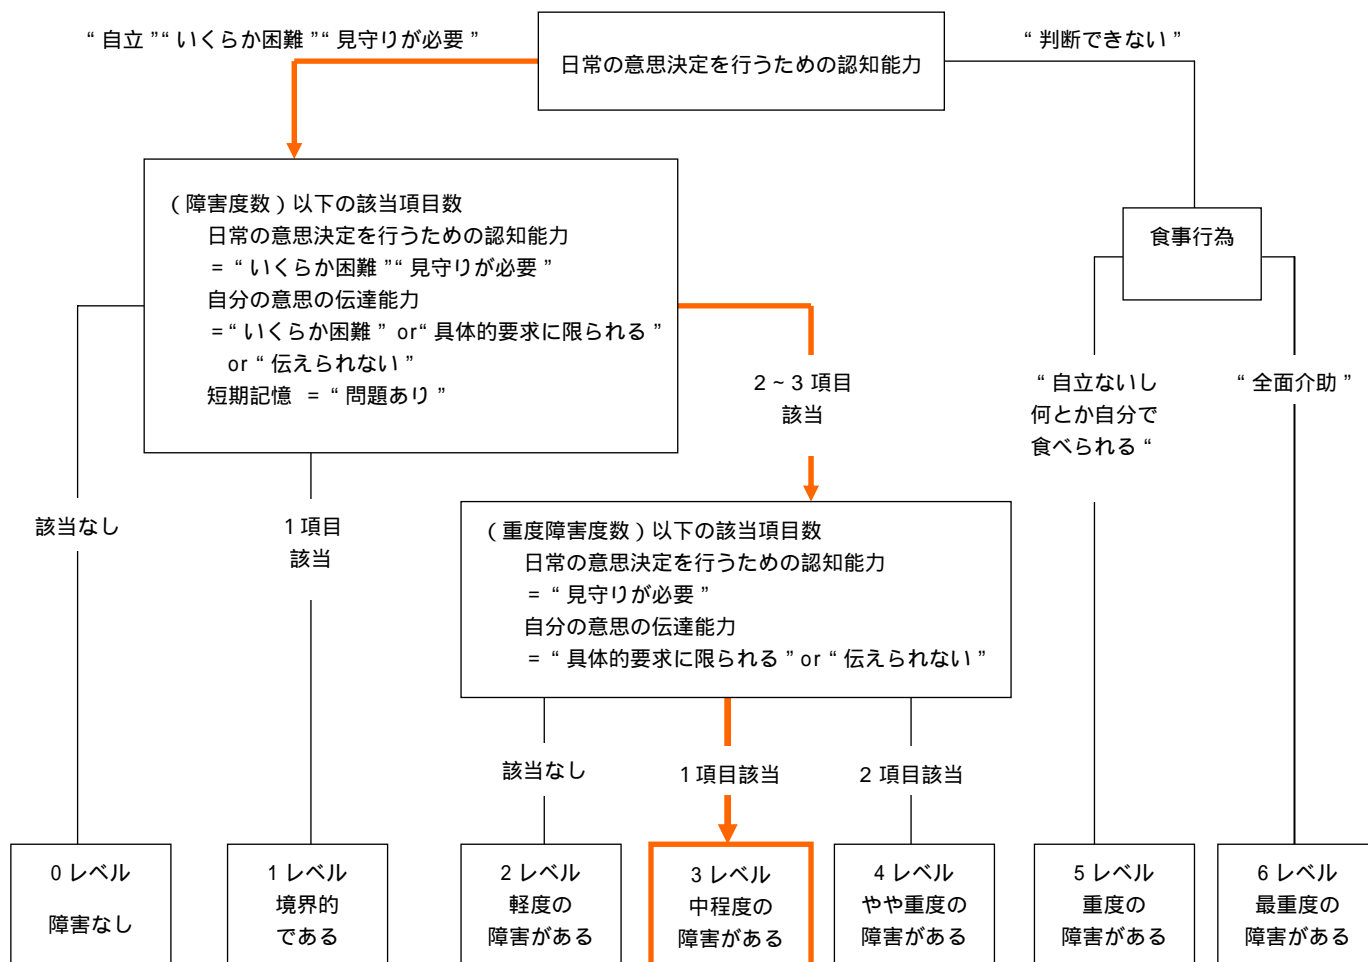 “ 自立 ”“ いくらか困難 ”“ 見守りが必要 ”
日常の意思決定を行うための認知能力
“ 判断できない ”
( 障害度数 ) 以下の該当項目数
日常の意思決定を行うための認知能力
= “ いくらか困難 ”“ 見守りが必要 ”
自分の意思の伝達能力
=“ いくらか困難 ” or“ 具体的要求に限られる ”
or “ 伝えられない ”
短期記憶 = “ 問題あり ”
食事行為
2 ~ 3 項目
該当
“ 自立ないし
何とか自分で
食べられる “
“ 全面介助 ”
該当なし
1 項目
該当
( 重度障害度数 ) 以下の該当項目数
日常の意思決定を行うための認知能力
= “ 見守りが必要 ”
自分の意思の伝達能力
= “ 具体的要求に限られる ” or “ 伝えられない ”
該当なし
1 項目該当
2 項目該当
0 レベル
障害なし
1 レベル
境界的
である
2 レベル
軽度の
障害がある
3 レベル
中程度の
障害がある
4 レベル
やや重度の
障害がある
5 レベル
重度の
障害がある
6 レベル
最重度の
障害がある